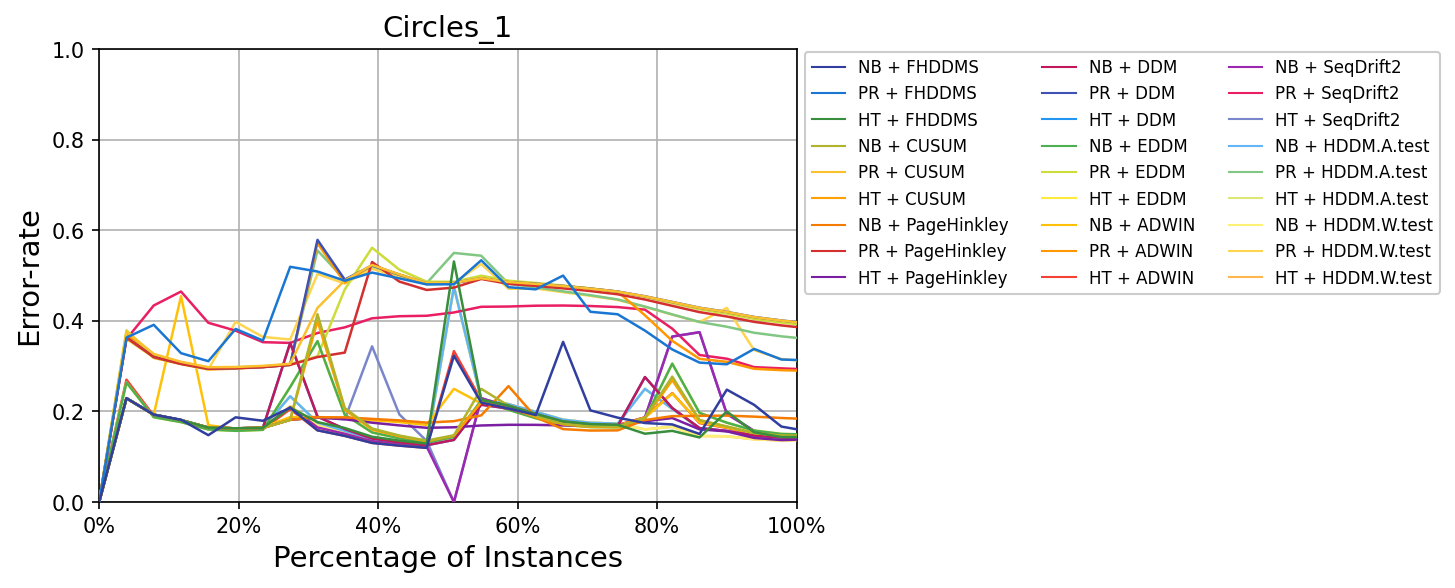 Circles_1
1.0
0.8
0.6
0.4
0.2
0.0
Error-rate
0%
20%
40%
60%
80%
100%
Percentage of Instances
NB + FHDDMS
PR + FHDDMS
HT + FHDDMS
NB + CUSUM
PR + CUSUM
HT + CUSUM
NB + PageHinkley
PR + PageHinkley
HT + PageHinkley
NB + DDM
PR + DDM
HT + DDM
NB + EDDM
PR + EDDM
HT + EDDM
NB + ADWIN
PR + ADWIN
HT + ADWIN
NB + SeqDrift2
PR + SeqDrift2
HT + SeqDrift2
NB + HDDM.A.test
PR + HDDM.A.test
HT + HDDM.A.test
NB + HDDM.W.test
PR + HDDM.W.test
HT + HDDM.W.test